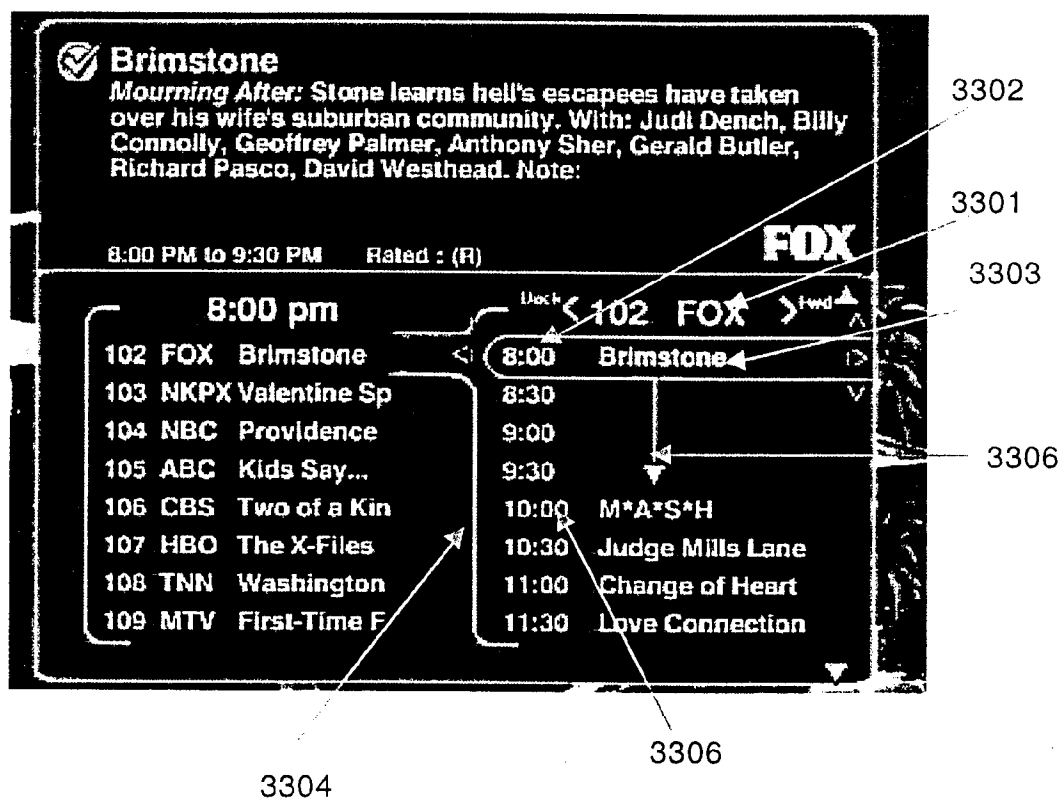 Brimstone
Mourning After: Stone learns hell's escapees have taken
over his wife's suburban community. With: Judi Dench, Billy
Connolly, Geoffrey Palmer, Anthony Sher, Gerald Butler,
Richard Pasco, David Westhead. Note:
8:00 PM to 9:30 PM Rated : (R)
FOX
8:00 pm
102 FOX Brimstone
103 NKPX Valentine Sp
104 NBC Providence
105 ABC Kids Say...
106 CBS Two of a Kin
107 HBO The X-Files
108 TNN Washington
109 MTV First-Time F
Back < 102 FOX > Fwd
8:00 Brimstone
8:30
9:00
9:30
10:00 M*A*S*H
10:30 Judge Mills Lane
11:00 Change of Heart
11:30 Love Connection
3302
3301
3303
3306
3306
3304